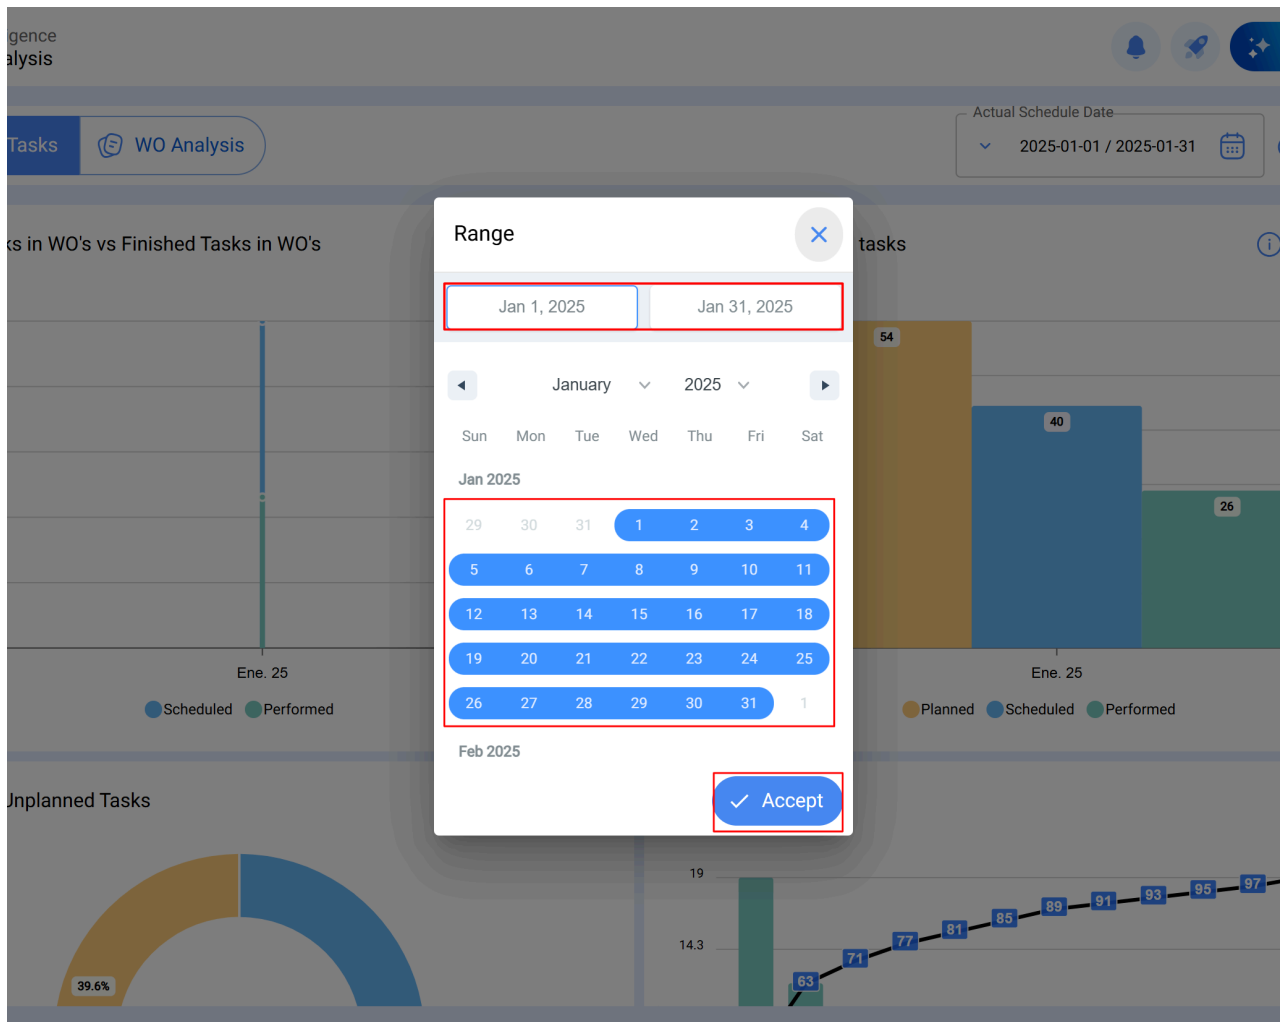 gence
alysis
Tasks
WO Analysis
Actual Schedule Date
2025-01-01 / 2025-01-31
ks in WO's vs Finished Tasks in WO's
tasks
Range
Jan 1, 2025
Jan 31, 2025
January
2025
Sun Mon Tue Wed Thu Fri Sat
Jan 2025
29 30 31 1 2 3 4
5 6 7 8 9 10 11
12 13 14 15 16 17 18
19 20 21 22 23 24 25
26 27 28 29 30 31 1
Feb 2025
Accept
54
40
26
Ene. 25
Scheduled Performed
Ene. 25
Planned Scheduled Performed
Unplanned Tasks
39.6%
19
14.3
63
71
77
81
85
89
91
93
95
97